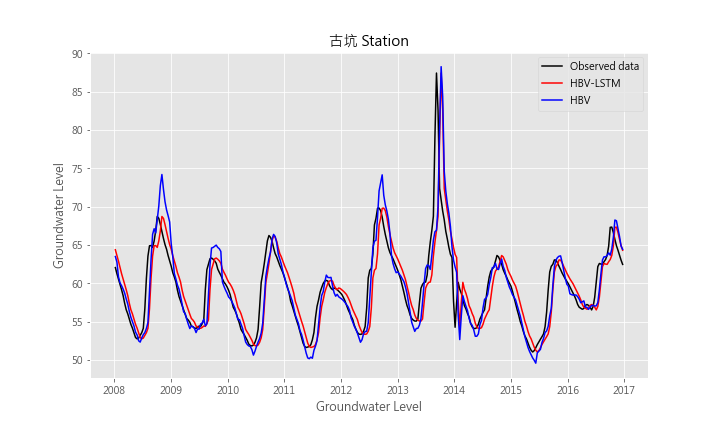 古坑 Station
Observed data
HBV-LSTM
HBV
Groundwater Level
90
85
80
75
70
65
60
55
50
2008 2009 2010 2011 2012 2013 2014 2015 2016 2017
Groundwater Level